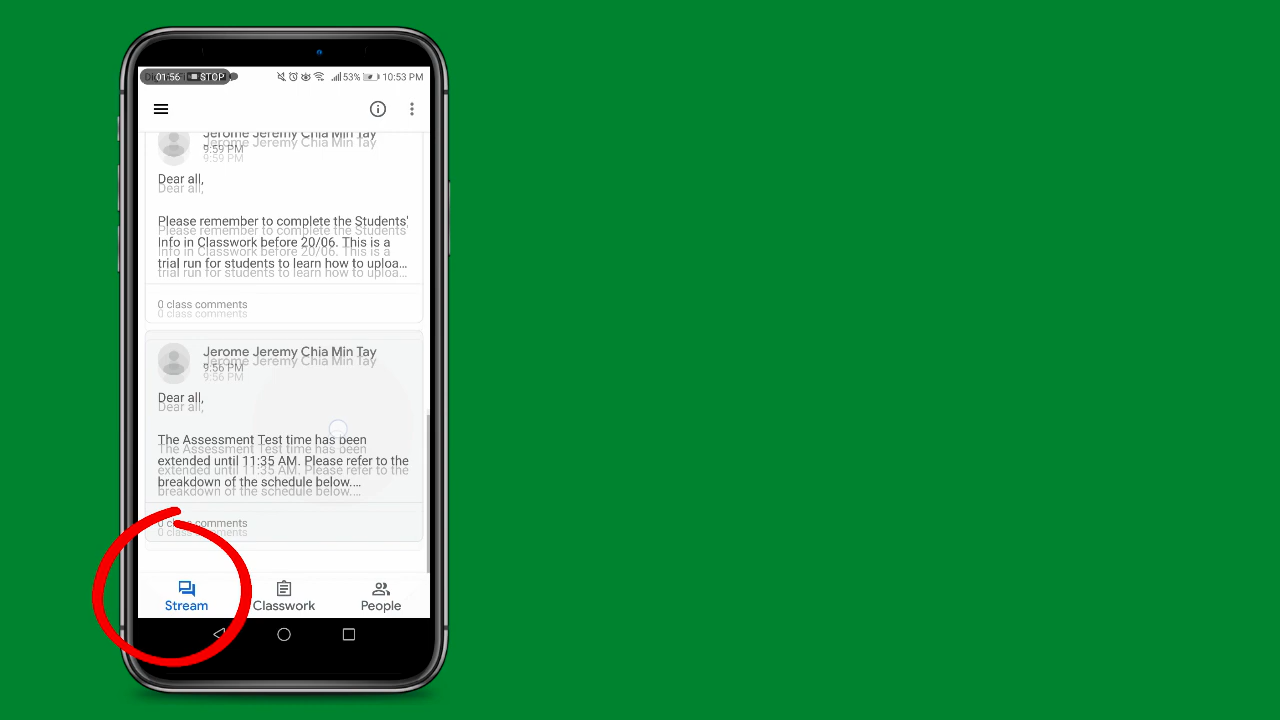 01:56 STOP 53% 10:53 PM
Jerome Jeremy Chia Min Tay
9:59 PM
Dear all,
Please remember to complete the Students'
Info in Classwork before 20/06. This is a
trial run for students to learn how to uploa...
0 class comments
Jerome Jeremy Chia Min Tay
9:56 PM
Dear all,
The Assessment Test time has been
extended until 11:35 AM. Please refer to the
breakdown of the schedule below....
0 class comments
Stream Classwork People